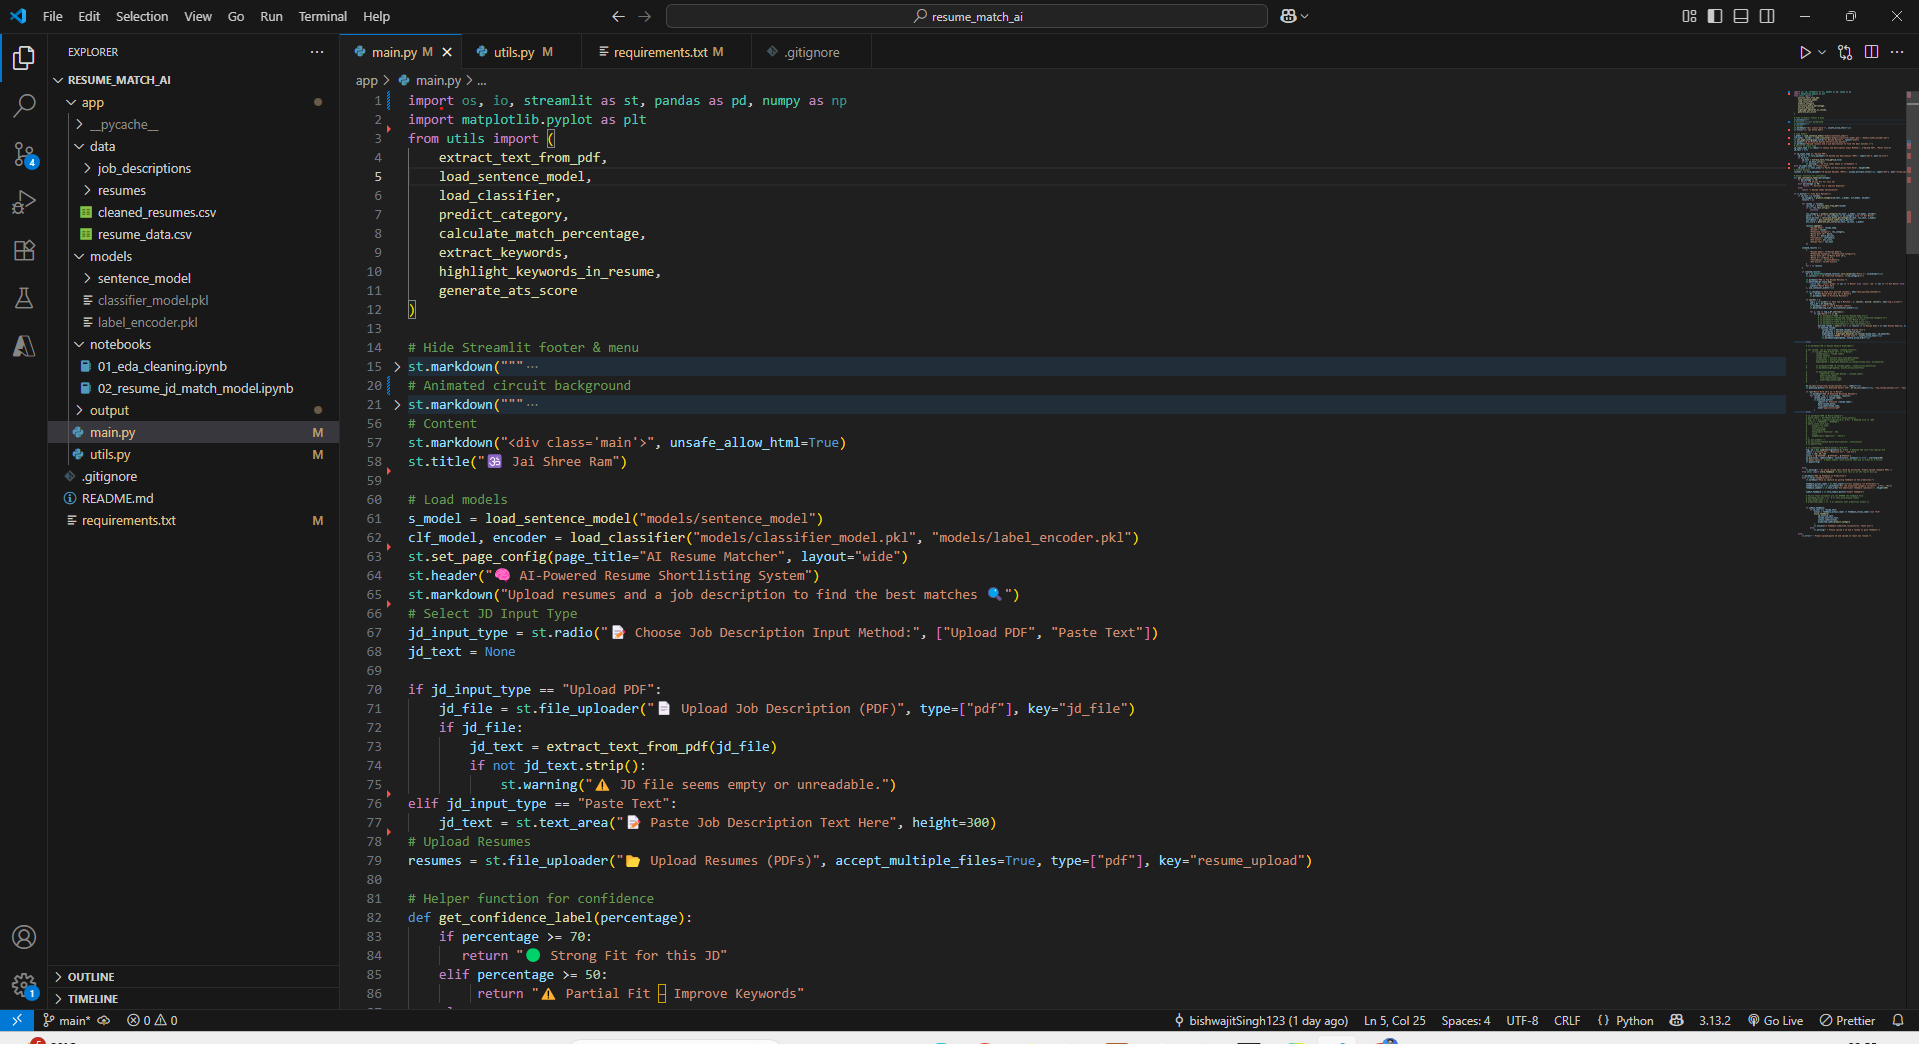 File Edit Selection View Go Run Terminal Help
resume_match_ai
EXPLORER
RESUME_MATCH_AI
app
__pycache__
data
job_descriptions
resumes
cleaned_resumes.csv
resume_data.csv
models
sentence_model
classifier_model.pkl
label_encoder.pkl
notebooks
01_eda_cleaning.ipynb
02_resume_jd_match_model.ipynb
output
main.py M
utils.py M
.gitignore
README.md
requirements.txt M
OUTLINE
TIMELINE
4
1
main.py M
utils.py M
requirements.txt M
.gitignore
app > main.py > ...
1 import os, io, streamlit as st, pandas as pd, numpy as np
2 import matplotlib.pyplot as plt
3 from utils import (
4 extract_text_from_pdf,
5 load_sentence_model,
6 load_classifier,
7 predict_category,
8 calculate_match_percentage,
9 extract_keywords,
10 highlight_keywords_in_resume,
11 generate_ats_score
12 )
13
14 # Hide Streamlit footer & menu
15 st.markdown("""...
20 # Animated circuit background
21 st.markdown("""...
56 # Content
57 st.markdown("<div class='main'>", unsafe_allow_html=True)
58 st.title("🕉️ Jai Shree Ram")
59
60 # Load models
61 s_model = load_sentence_model("models/sentence_model")
62 clf_model, encoder = load_classifier("models/classifier_model.pkl", "models/label_encoder.pkl")
63 st.set_page_config(page_title="AI Resume Matcher", layout="wide")
64 st.header("🧠 AI-Powered Resume Shortlisting System")
65 st.markdown("Upload resumes and a job description to find the best matches 🔍")
66 # Select JD Input Type
67 jd_input_type = st.radio("📝 Choose Job Description Input Method:", ["Upload PDF", "Paste Text"])
68 jd_text = None
69
70 if jd_input_type == "Upload PDF":
71 jd_file = st.file_uploader("📄 Upload Job Description (PDF)", type=["pdf"], key="jd_file")
72 if jd_file:
73 jd_text = extract_text_from_pdf(jd_file)
74 if not jd_text.strip():
75 st.warning("⚠️ JD file seems empty or unreadable.")
76 elif jd_input_type == "Paste Text":
77 jd_text = st.text_area("📝 Paste Job Description Text Here", height=300)
78 # Upload Resumes
79 resumes = st.file_uploader("📂 Upload Resumes (PDFs)", accept_multiple_files=True, type=["pdf"], key="resume_upload")
80
81 # Helper function for confidence
82 def get_confidence_label(percentage):
83 if percentage >= 70:
84 return "🟢 Strong Fit for this JD"
85 elif percentage >= 50:
86 return "⚠️ Partial Fit – Improve Keywords"
main* 0 0
bishwajitSingh123 (1 day ago) Ln 5, Col 25 Spaces: 4 UTF-8 CRLF {} Python 3.13.2 Go Live Prettier